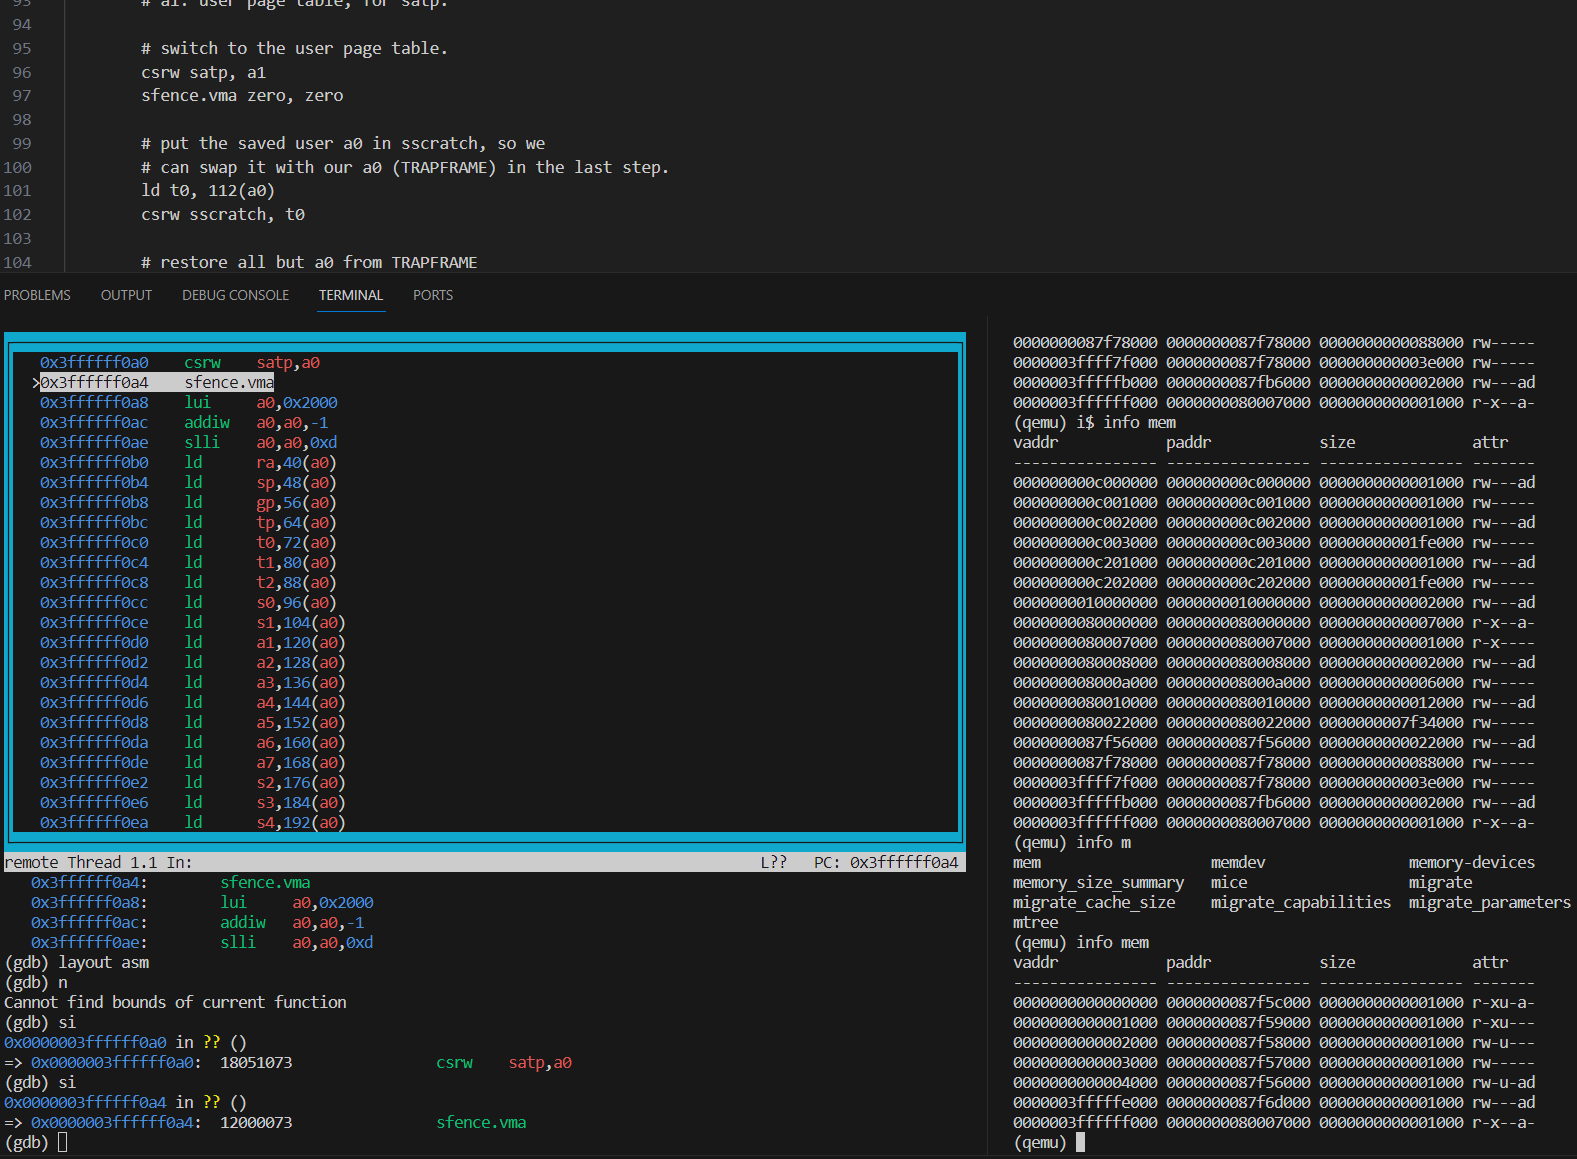 93 # a1: user page table, for satp.
94
95 # switch to the user page table.
96 csrw satp, a1
97 sfence.vma zero, zero
98
99 # put the saved user a0 in sscratch, so we
100 # can swap it with our a0 (TRAPFRAME) in the last step.
101 ld t0, 112(a0)
102 csrw sscratch, t0
103
104 # restore all but a0 from TRAPFRAME
PROBLEMS OUTPUT DEBUG CONSOLE TERMINAL PORTS
0x3ffffff0a0 csrw satp,a0
>0x3ffffff0a4 sfence.vma
0x3ffffff0a8 lui a0,0x2000
0x3ffffff0ac addiw a0,a0,-1
0x3ffffff0ae slli a0,a0,0xd
0x3ffffff0b0 ld ra,40(a0)
0x3ffffff0b4 ld sp,48(a0)
0x3ffffff0b8 ld gp,56(a0)
0x3ffffff0bc ld tp,64(a0)
0x3ffffff0c0 ld t0,72(a0)
0x3ffffff0c4 ld t1,80(a0)
0x3ffffff0c8 ld t2,88(a0)
0x3ffffff0cc ld s0,96(a0)
0x3ffffff0ce ld s1,104(a0)
0x3ffffff0d0 ld a1,120(a0)
0x3ffffff0d2 ld a2,128(a0)
0x3ffffff0d4 ld a3,136(a0)
0x3ffffff0d6 ld a4,144(a0)
0x3ffffff0d8 ld a5,152(a0)
0x3ffffff0da ld a6,160(a0)
0x3ffffff0de ld a7,168(a0)
0x3ffffff0e2 ld s2,176(a0)
0x3ffffff0e6 ld s3,184(a0)
0x3ffffff0ea ld s4,192(a0)
remote Thread 1.1 In: L?? PC: 0x3ffffff0a4
0x3ffffff0a4: sfence.vma
0x3ffffff0a8: lui a0,0x2000
0x3ffffff0ac: addiw a0,a0,-1
0x3ffffff0ae: slli a0,a0,0xd
(gdb) layout asm
(gdb) n
Cannot find bounds of current function
(gdb) si
0x0000003ffffff0a0 in ?? ()
=> 0x0000003ffffff0a0: 18051073 csrw satp,a0
(gdb) si
0x0000003ffffff0a4 in ?? ()
=> 0x0000003ffffff0a4: 12000073 sfence.vma
(gdb)
0000000087f78000 0000000087f78000 0000000000088000 rw-----
0000003ffff7f000 0000000087f78000 000000000003e000 rw-----
0000003fffffb000 0000000087fb6000 0000000000002000 rw---ad
0000003ffffff000 0000000080007000 0000000000001000 r-x--a-
(qemu) i$ info mem
vaddr paddr size attr
---------------- ---------------- ---------------- -------
000000000c000000 000000000c000000 0000000000001000 rw---ad
000000000c001000 000000000c001000 0000000000001000 rw-----
000000000c002000 000000000c002000 0000000000001000 rw---ad
000000000c003000 000000000c003000 00000000001fe000 rw-----
000000000c201000 000000000c201000 0000000000001000 rw---ad
000000000c202000 000000000c202000 00000000001fe000 rw-----
0000000010000000 0000000010000000 0000000000002000 rw---ad
0000000080000000 0000000080000000 0000000000007000 r-x--a-
0000000080007000 0000000080007000 0000000000001000 r-x----
0000000080008000 0000000080008000 0000000000002000 rw---ad
000000008000a000 000000008000a000 0000000000006000 rw-----
0000000080010000 0000000080010000 0000000000012000 rw---ad
0000000080022000 0000000080022000 0000000007f34000 rw-----
0000000087f56000 0000000087f56000 0000000000022000 rw---ad
0000000087f78000 0000000087f78000 0000000000088000 rw-----
0000003ffff7f000 0000000087f78000 000000000003e000 rw-----
0000003fffffb000 0000000087fb6000 0000000000002000 rw---ad
0000003ffffff000 0000000080007000 0000000000001000 r-x--a-
(qemu) info m
mem memdev memory-devices
memory_size_summary mice migrate
migrate_cache_size migrate_capabilities migrate_parameters
mtree
(qemu) info mem
vaddr paddr size attr
---------------- ---------------- ---------------- -------
0000000000000000 0000000087f5c000 0000000000001000 r-xu-a-
0000000000001000 0000000087f59000 0000000000001000 r-xu---
0000000000002000 0000000087f58000 0000000000001000 rw-u---
0000000000003000 0000000087f57000 0000000000001000 rw-----
0000000000004000 0000000087f56000 0000000000001000 rw-u-ad
0000003fffffe000 0000000087f6d000 0000000000001000 rw---ad
0000003ffffff000 0000000080007000 0000000000001000 r-x--a-
(qemu)